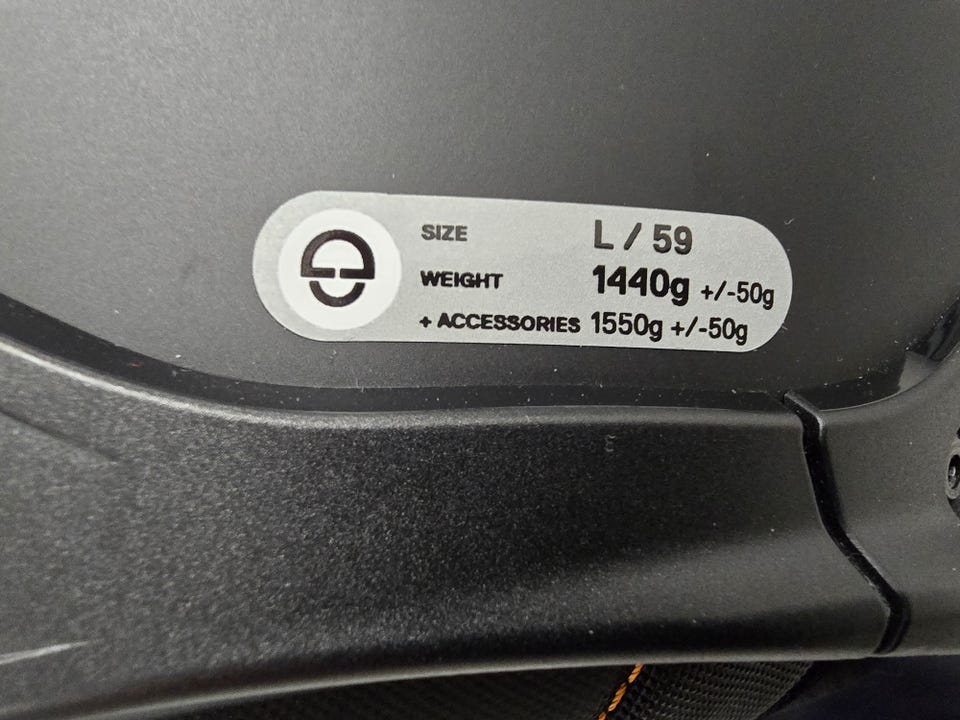 SIZE L / 59
WEIGHT 1440g +/-50g
+ ACCESSORIES 1550g +/-50g